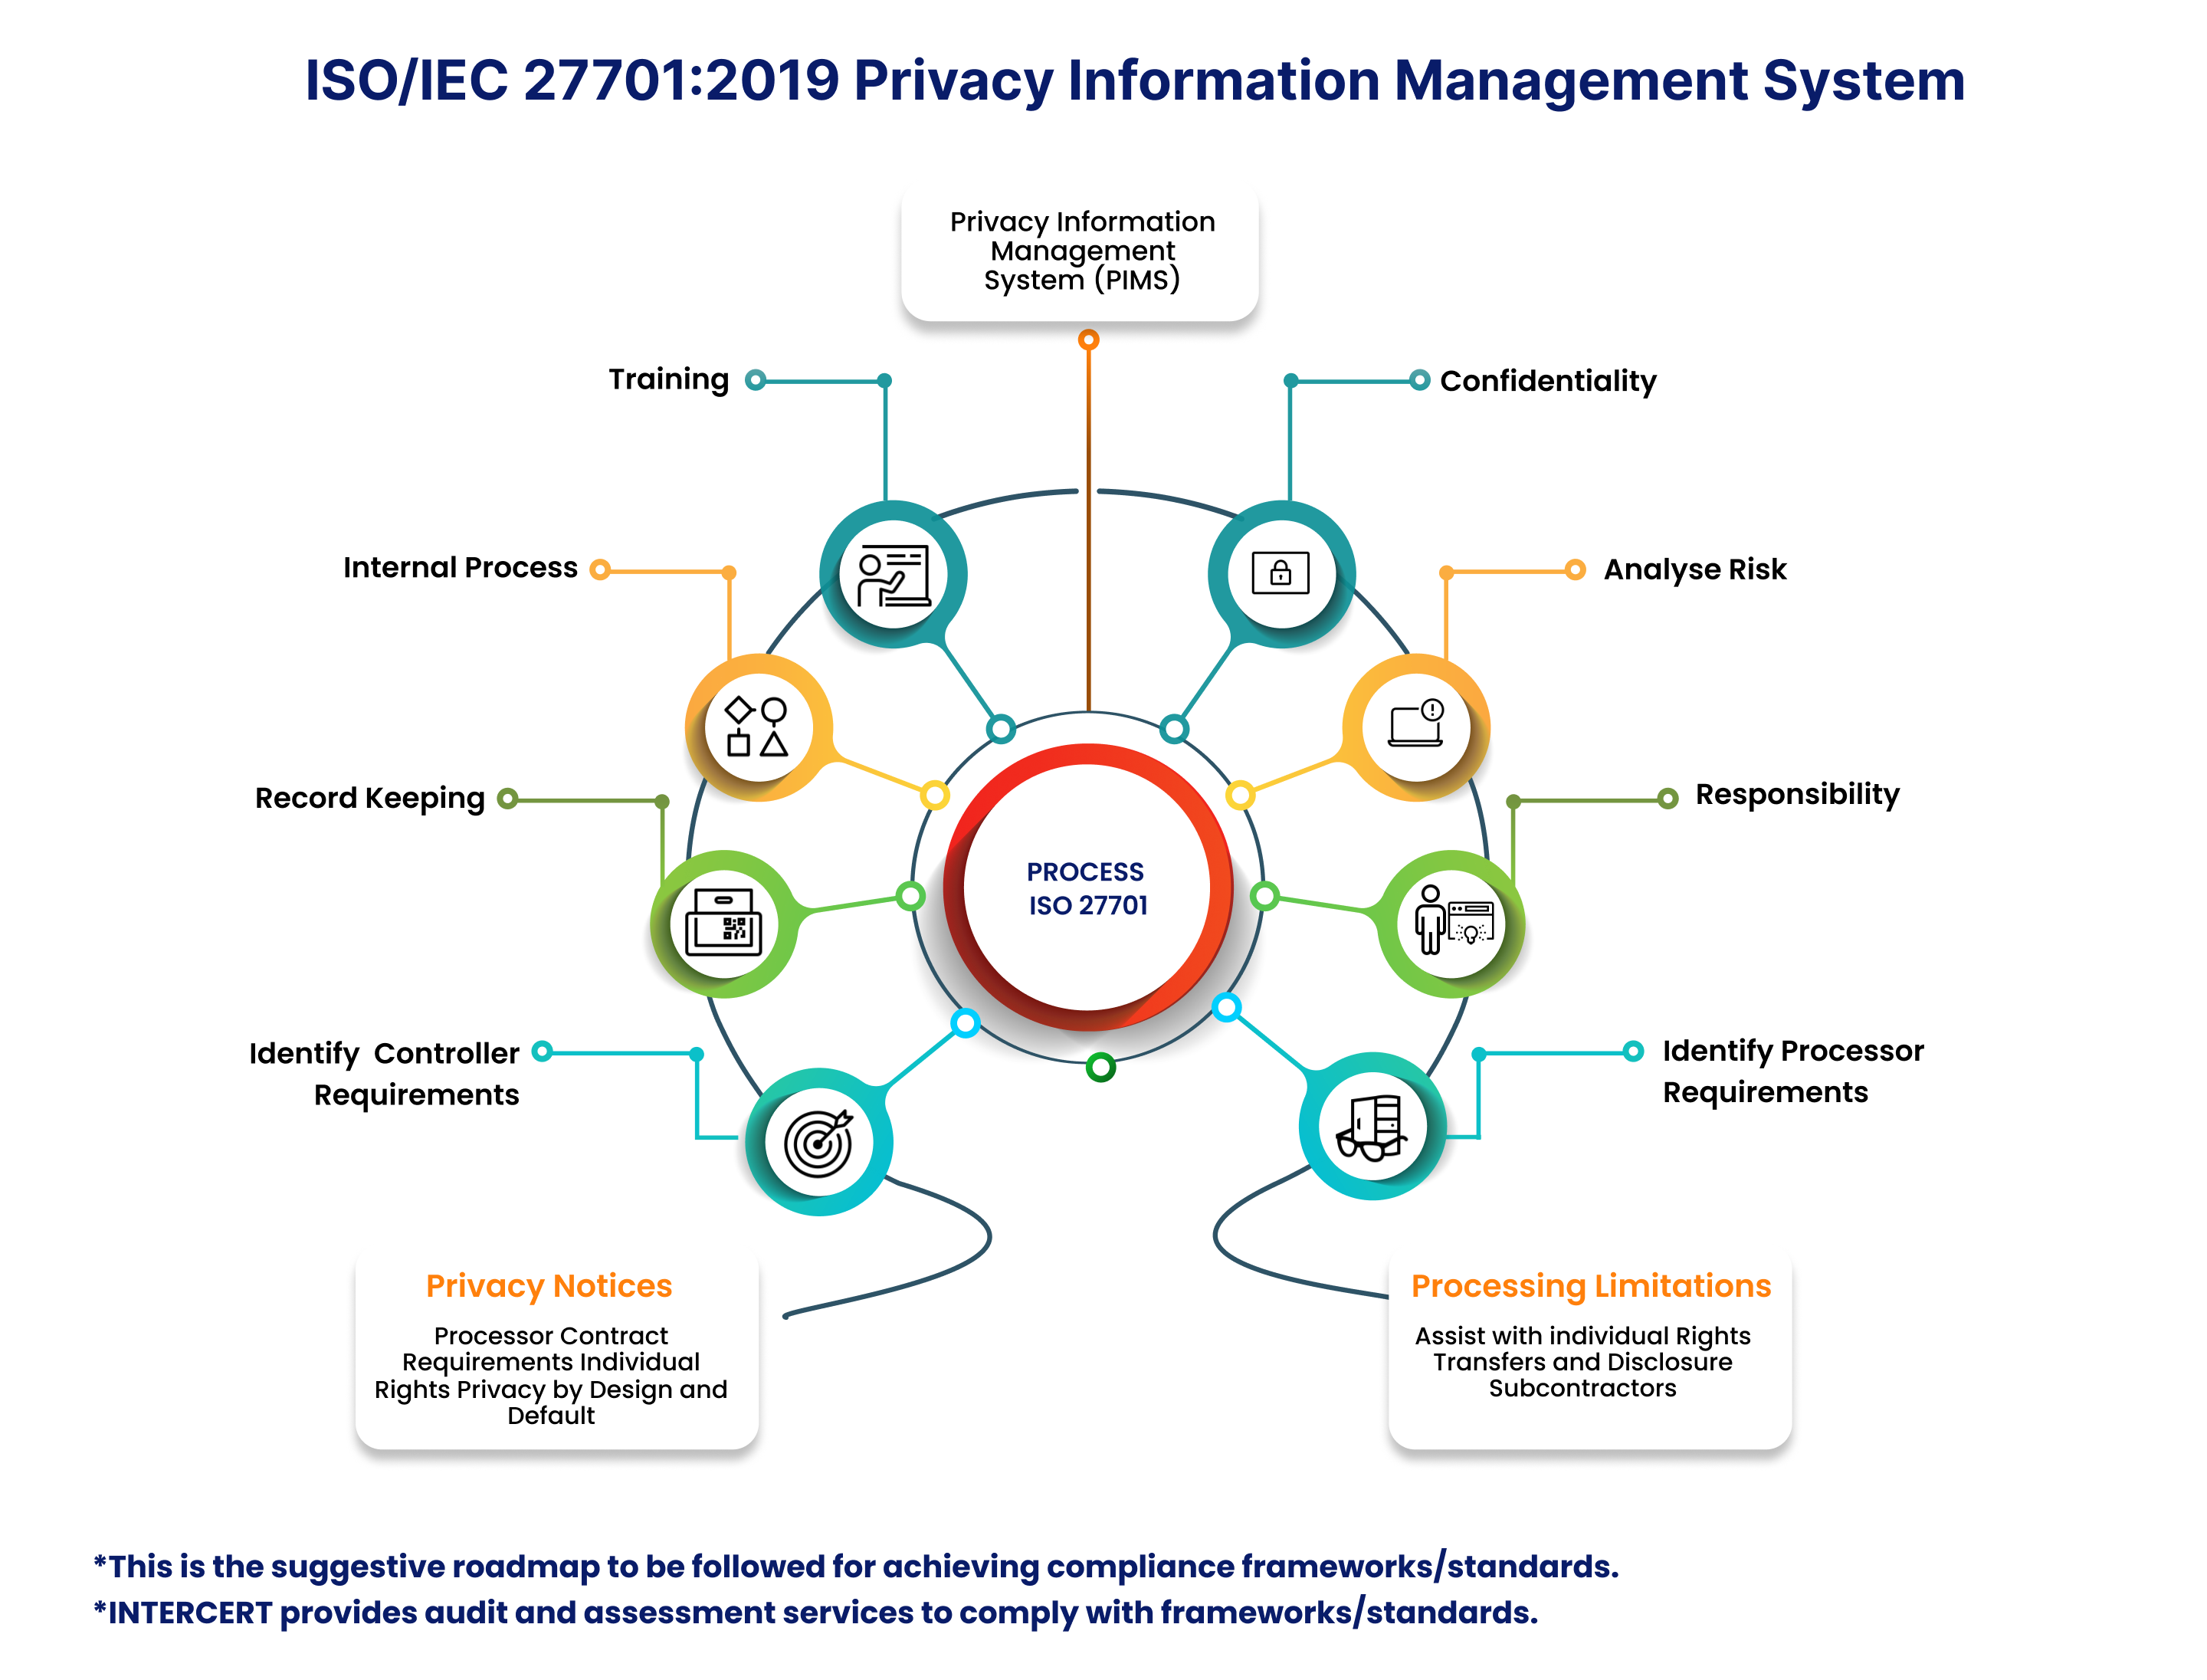 ISO/IEC 27701:2019 Privacy Information Management System
Privacy Information
Management
System (PIMS)
Training
Confidentiality
Internal Process
Analyse Risk
Record Keeping
Responsibility
PROCESS
ISO 27701
Identify Controller
Requirements
Identify Processor
Requirements
Privacy Notices
Processor Contract
Requirements Individual
Rights Privacy by Design and
Default
Processing Limitations
Assist with individual Rights
Transfers and Disclosure
Subcontractors
*This is the suggestive roadmap to be followed for achieving compliance frameworks/standards.
*INTERCERT provides audit and assessment services to comply with frameworks/standards.